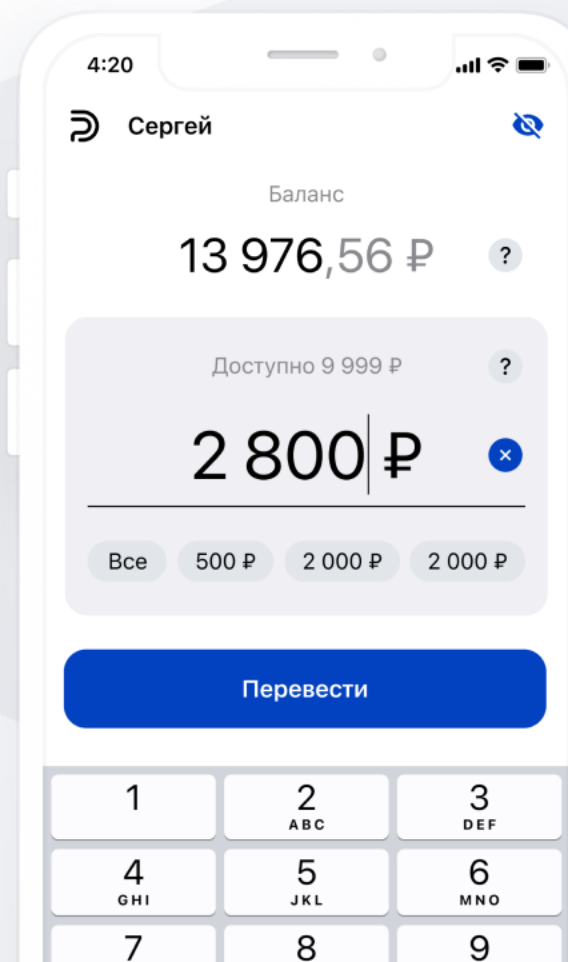 4:20
Сергей
Баланс
13 976,56 ₽
?
Доступно 9 999 ₽
?
2 800 ₽
Все 500 ₽ 2 000 ₽ 2 000 ₽
Перевести
1 2 3
ABC DEF
4 5 6
GHI JKL MNO
7 8 9